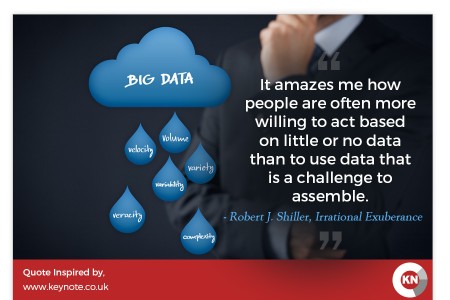 BIG DATA
velocity
volume
variety
variability
veracity
complexity
“
It amazes me how
people are often more
willing to act based
on little or no data
than to use data that
is a challenge to
assemble.
- Robert J. Shiller, Irrational Exuberance
”
Quote Inspired by,
www.keynote.co.uk
KN